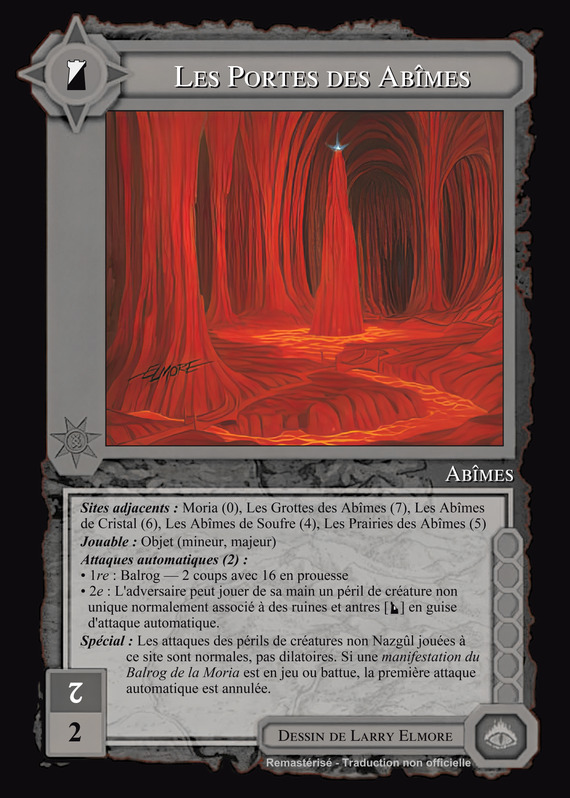 Les Portes des Abîmes
ELMORE
Abîmes
Sites adjacents : Moria (0), Les Grottes des Abîmes (7), Les Abîmes
de Cristal (6), Les Abîmes de Soufre (4), Les Prairies des Abîmes (5)
Jouable : Objet (mineur, majeur)
Attaques automatiques (2) :
• 1re : Balrog — 2 coups avec 16 en prouesse
• 2e : L'adversaire peut jouer de sa main un péril de créature non
unique normalement associé à des ruines et antres [ ] en guise
d'attaque automatique.
Spécial : Les attaques des périls de créatures non Nazgûl jouées à
ce site sont normales, pas dilatoires. Si une manifestation du
Balrog de la Moria est en jeu ou battue, la première attaque
automatique est annulée.
2
Dessin de Larry Elmore
Remastérisé - Traduction non officielle